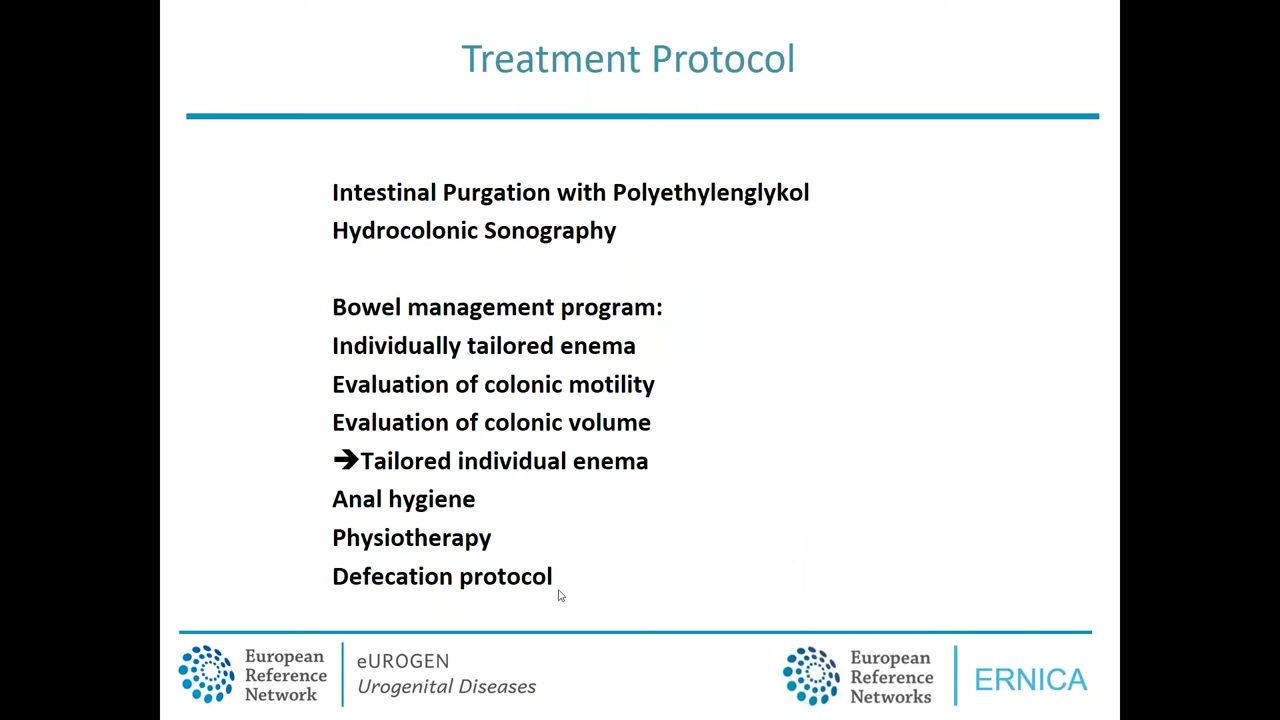 Treatment Protocol
Intestinal Purgation with Polyethylenglykol
Hydrocolonic Sonography
Bowel management program:
Individually tailored enema
Evaluation of colonic motility
Evaluation of colonic volume
➔Tailored individual enema
Anal hygiene
Physiotherapy
Defecation protocol
European
Reference
Network
eUROGEN
Urogenital Diseases
European
Reference
Networks
ERNICA